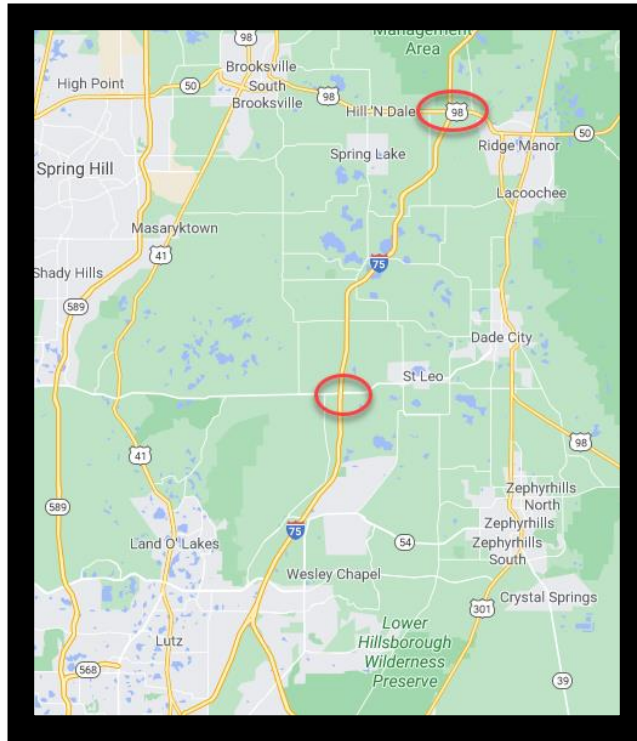 Management
Area
98
Brooksville
High Point
50
South
Brooksville
98
Hill 'N Dale
98
50
Ridge Manor
Spring Lake
Spring Hill
Lacoochee
Masaryktown
41
75
Shady Hills
589
Dade City
St Leo
41
98
589
Zephyrhills
North
Zephyrhills
Zephyrhills
South
75
54
Land O' Lakes
Wesley Chapel
Crystal Springs
301
Lower
Hillsborough
Wilderness
Preserve
Lutz
568
39